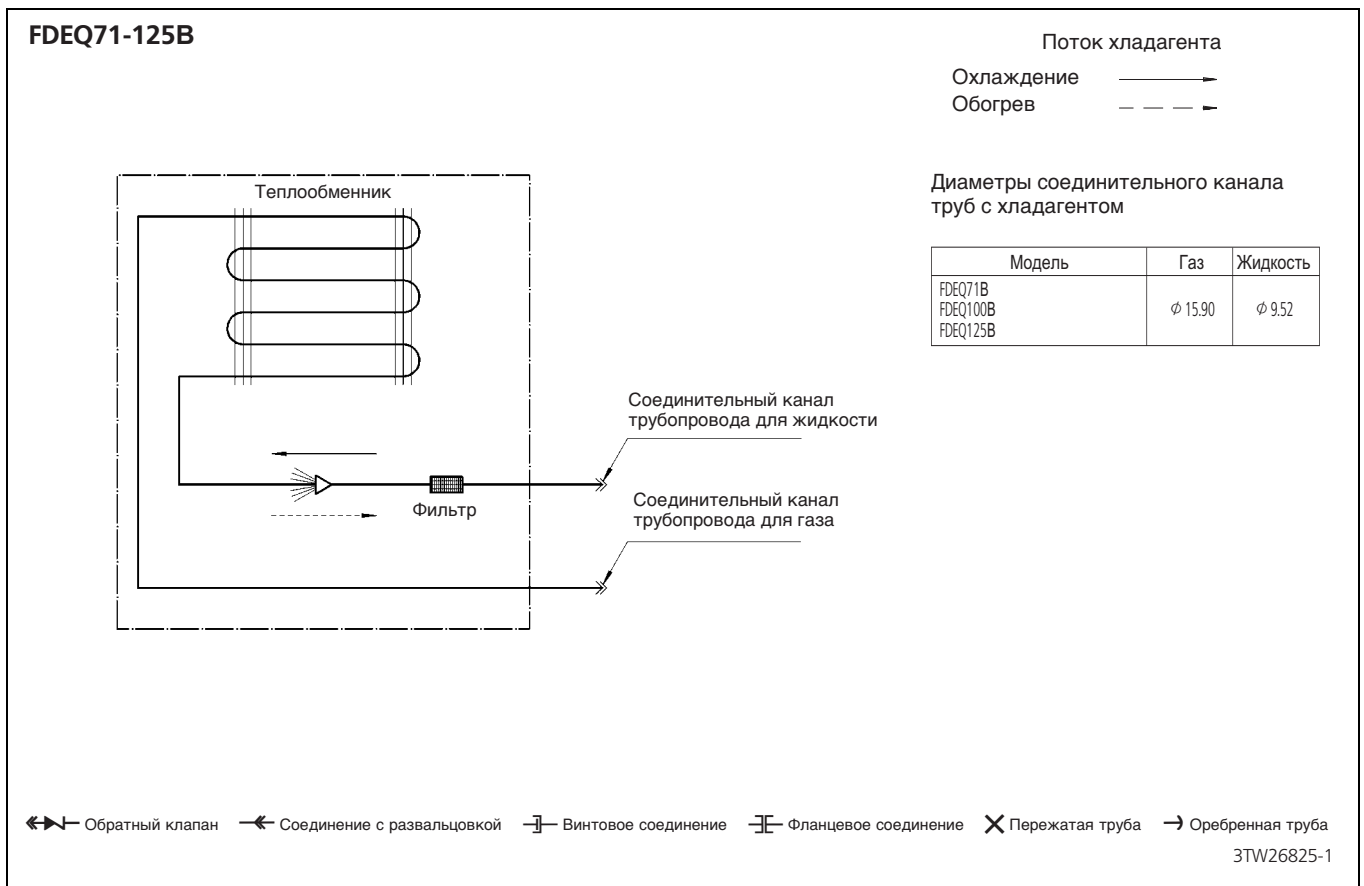 FDEQ71-125B
Поток хладагента
Охлаждение
Обогрев
Теплообменник
Диаметры соединительного канала
труб с хладагентом
Модель Газ Жидкость
FDEQ71B
FDEQ100B Φ 15.90 Φ 9.52
FDEQ125B
Соединительный канал
трубопровода для жидкости
Фильтр
Соединительный канал
трубопровода для газа
Обратный клапан Соединение с развальцовкой Винтовое соединение Фланцевое соединение Пережатая труба Оребренная труба
3TW26825-1